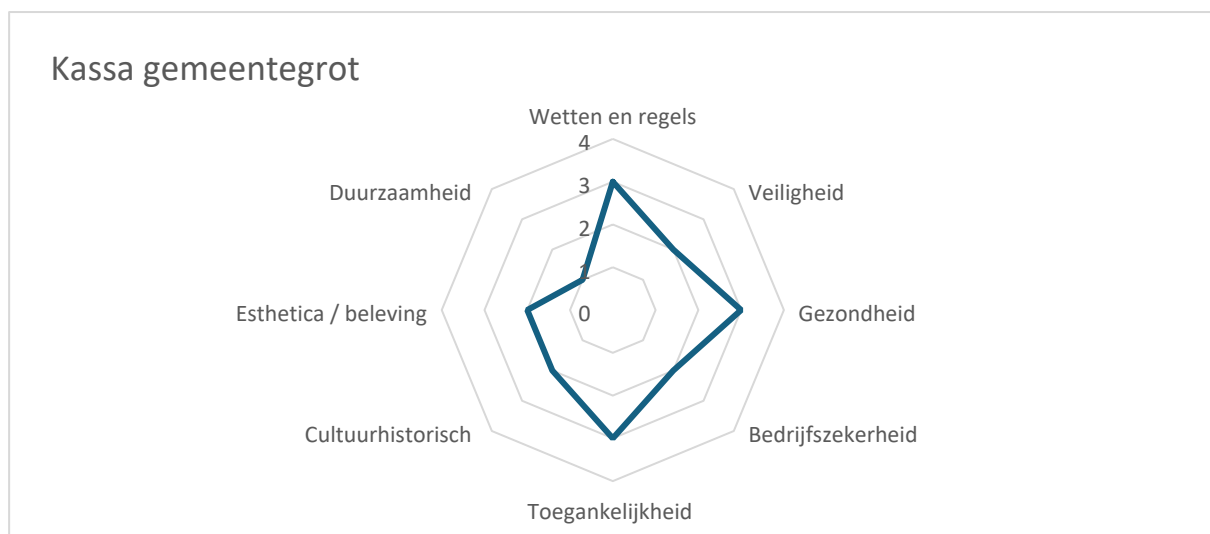 Kassa gemeentegrot
Wetten en regels
4
3
2
1
0
Duurzaamheid
Veiligheid
Esthetica / beleving
Gezondheid
Cultuurhistorisch
Bedrijfszekerheid
Toegankelijkheid